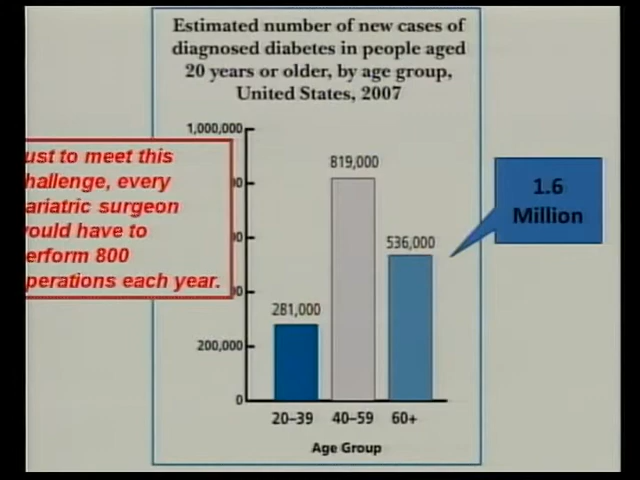 Estimated number of new cases of
diagnosed diabetes in people aged
20 years or older, by age group,
United States, 2007
1,000,000
ust to meet this
hallenge, every
ariatric surgeon
ould have to
erform 800
perations each year.
819,000
1.6
Million
536,000
281,000
200,000
0
20–39 40–59 60+
Age Group